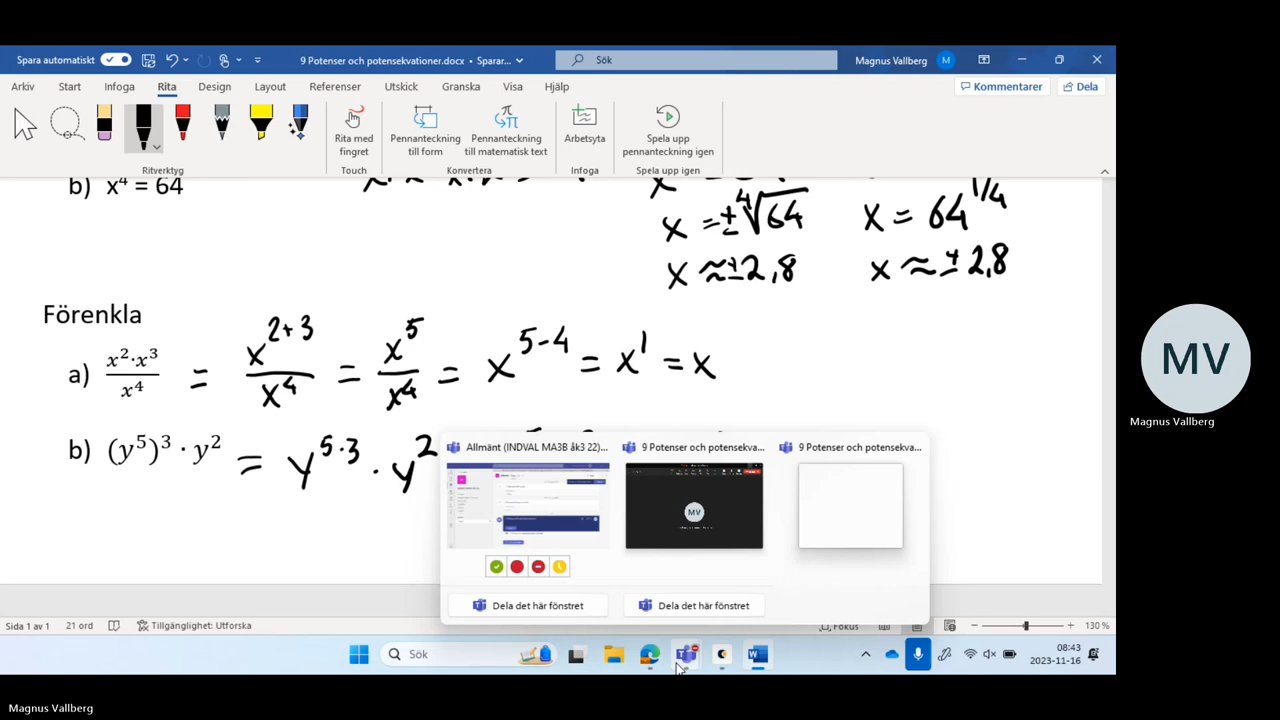 Spara automatiskt
9 Potenser och potensekvationer.docx • Sparar...
Sök
Magnus Vallberg
M
Arkiv Start Infoga Rita Design Layout Referenser Utskick Granska Visa Hjälp
Kommentarer Dela
Rita med fingret
Pennanteckning till form
Pennanteckning till matematisk text
Arbetsyta
Spela upp pennanteckning igen
Ritverktyg Touch Konvertera Infoga Spela upp igen
b) x⁴ = 64
x = ±⁴√64 x = 64^1/4
x ≈ ±2,8 x ≈ ±2,8
Förenkla
a) x²·x³/x⁴ = x^2+3/x⁴ = x⁵/x⁴ = x^5-4 = x¹ = x
b) (y⁵)³ · y² = y^5·3 · y²
Allmänt (INDVAL MA3B åk3 22)... 9 Potenser och potensekva... 9 Potenser och potensekva...
MV
Dela det här fönstret Dela det här fönstret
Sida 1 av 1 21 ord Tillgänglighet: Utforska Fokus 130 %
Sök
08:43
2023-11-16
MV
Magnus Vallberg
Magnus Vallberg